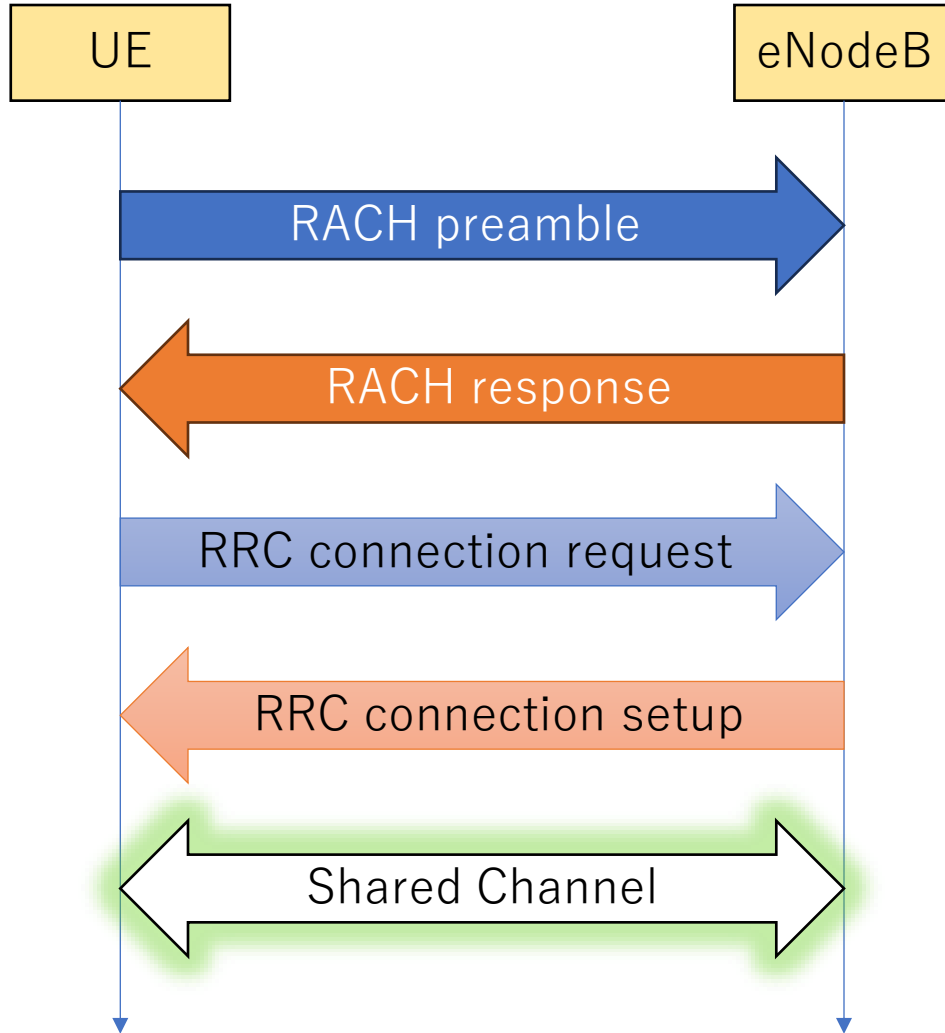 UE
eNodeB
RACH preamble
RACH response
RRC connection request
RRC connection setup
Shared Channel